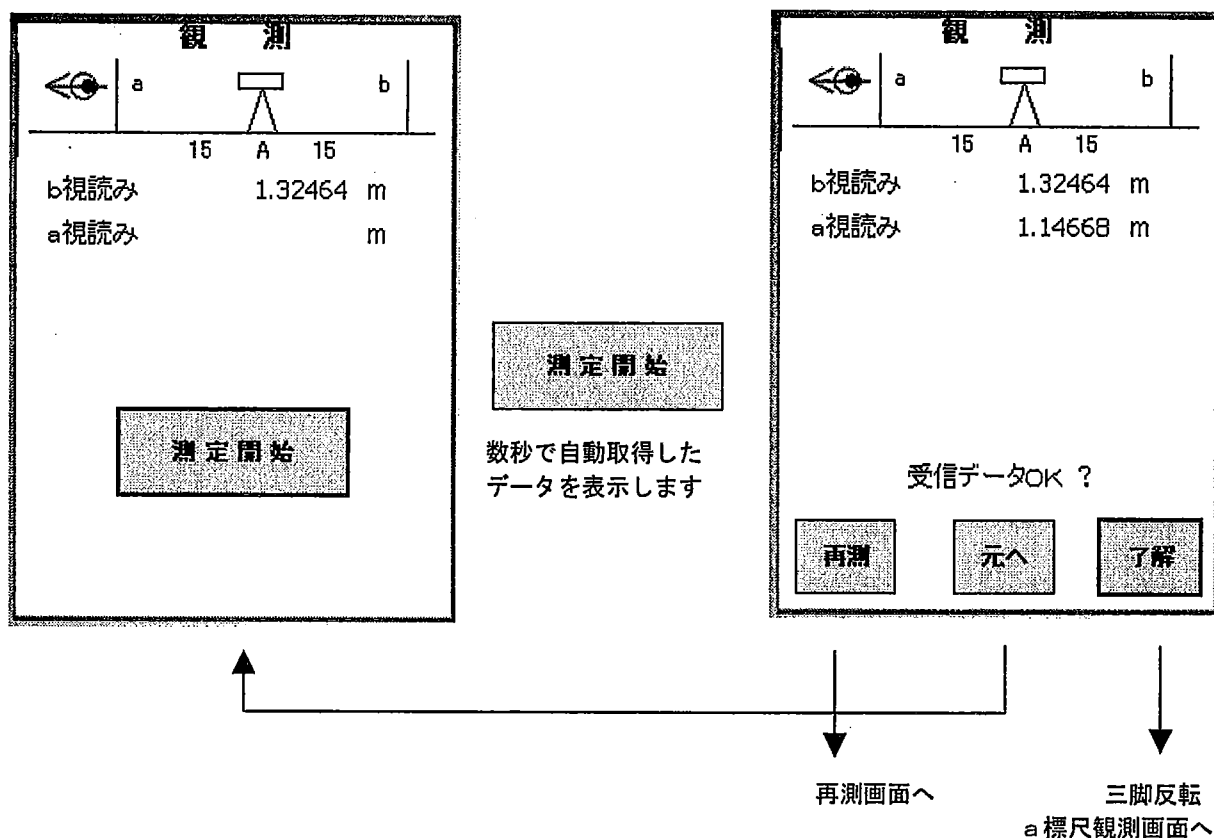 観 測
a b
15 A 15
b視読み 1.32464 m
a視読み m
測定開始
測定開始
数秒で自動取得した
データを表示します
観 測
a b
15 A 15
b視読み 1.32464 m
a視読み 1.14668 m
受信データOK ?
再測 元へ 了解
再測画面へ
三脚反転
a標尺観測画面へ